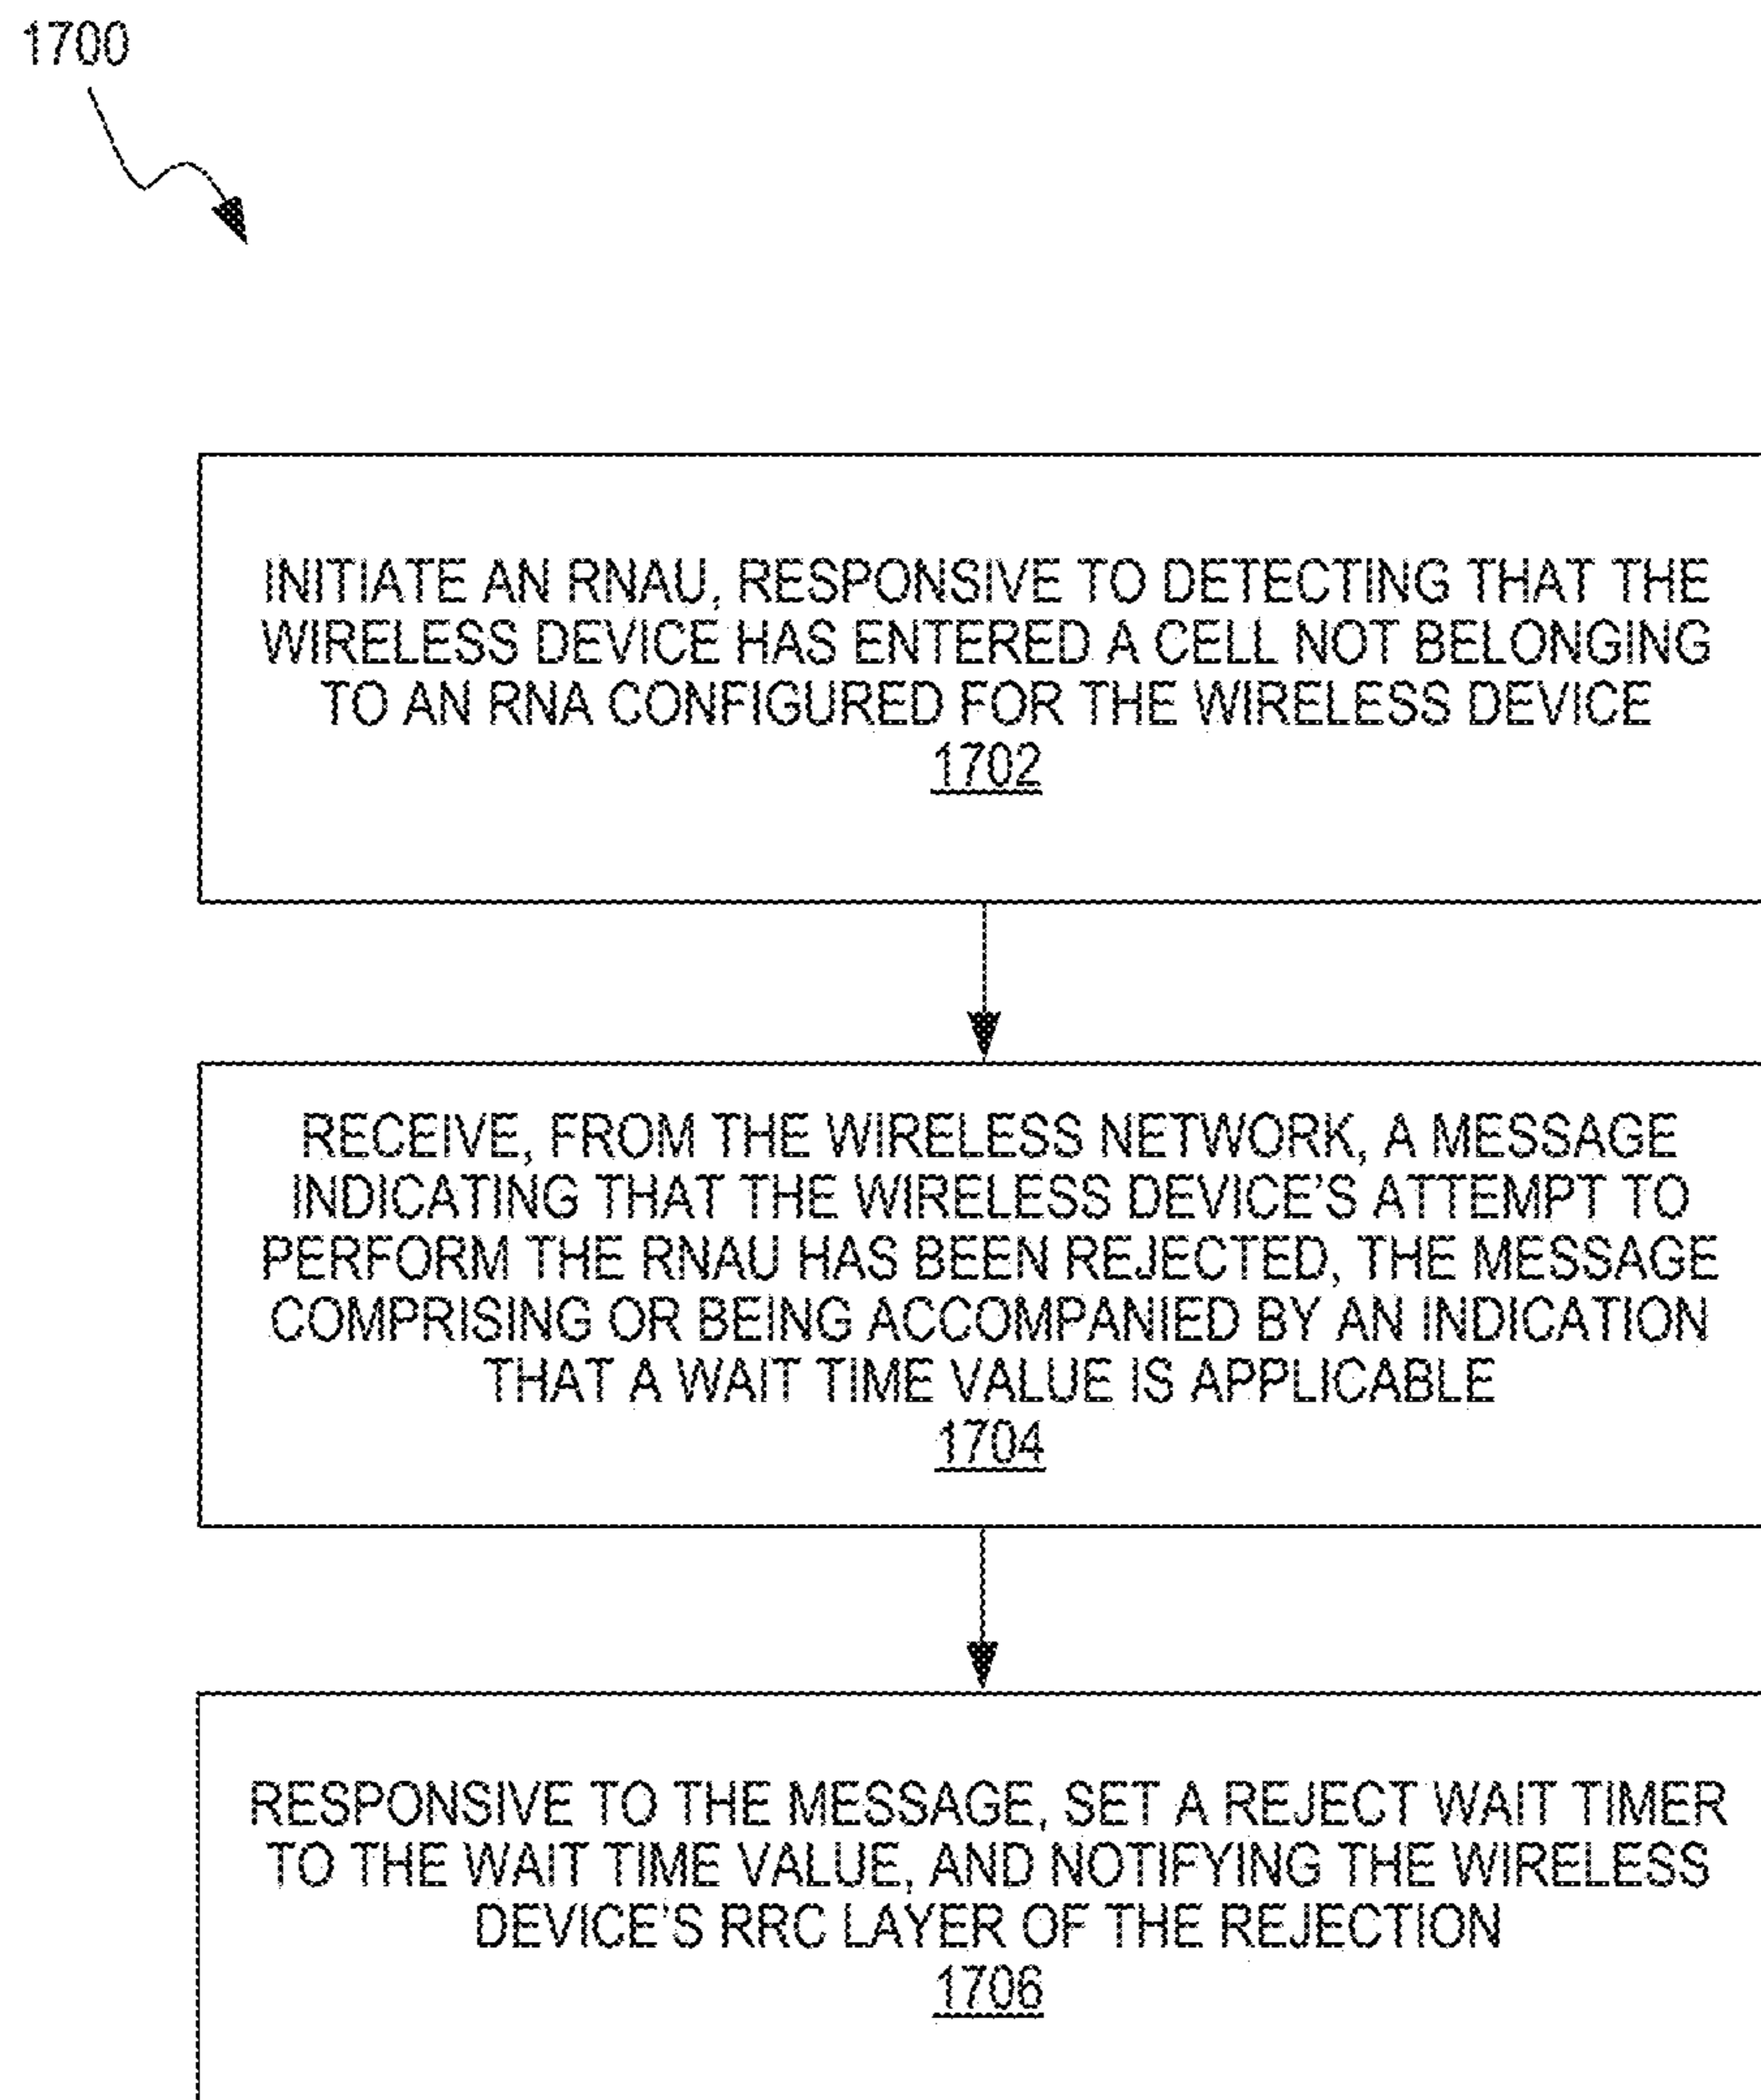 1700
INITIATE AN RNAU, RESPONSIVE TO DETECTING THAT THE
WIRELESS DEVICE HAS ENTERED A CELL NOT BELONGING
TO AN RNA CONFIGURED FOR THE WIRELESS DEVICE
1702
RECEIVE, FROM THE WIRELESS NETWORK, A MESSAGE
INDICATING THAT THE WIRELESS DEVICE'S ATTEMPT TO
PERFORM THE RNAU HAS BEEN REJECTED, THE MESSAGE
COMPRISING OR BEING ACCOMPANIED BY AN INDICATION
THAT A WAIT TIME VALUE IS APPLICABLE
1704
RESPONSIVE TO THE MESSAGE, SET A REJECT WAIT TIMER
TO THE WAIT TIME VALUE, AND NOTIFYING THE WIRELESS
DEVICE'S RRC LAYER OF THE REJECTION
1706